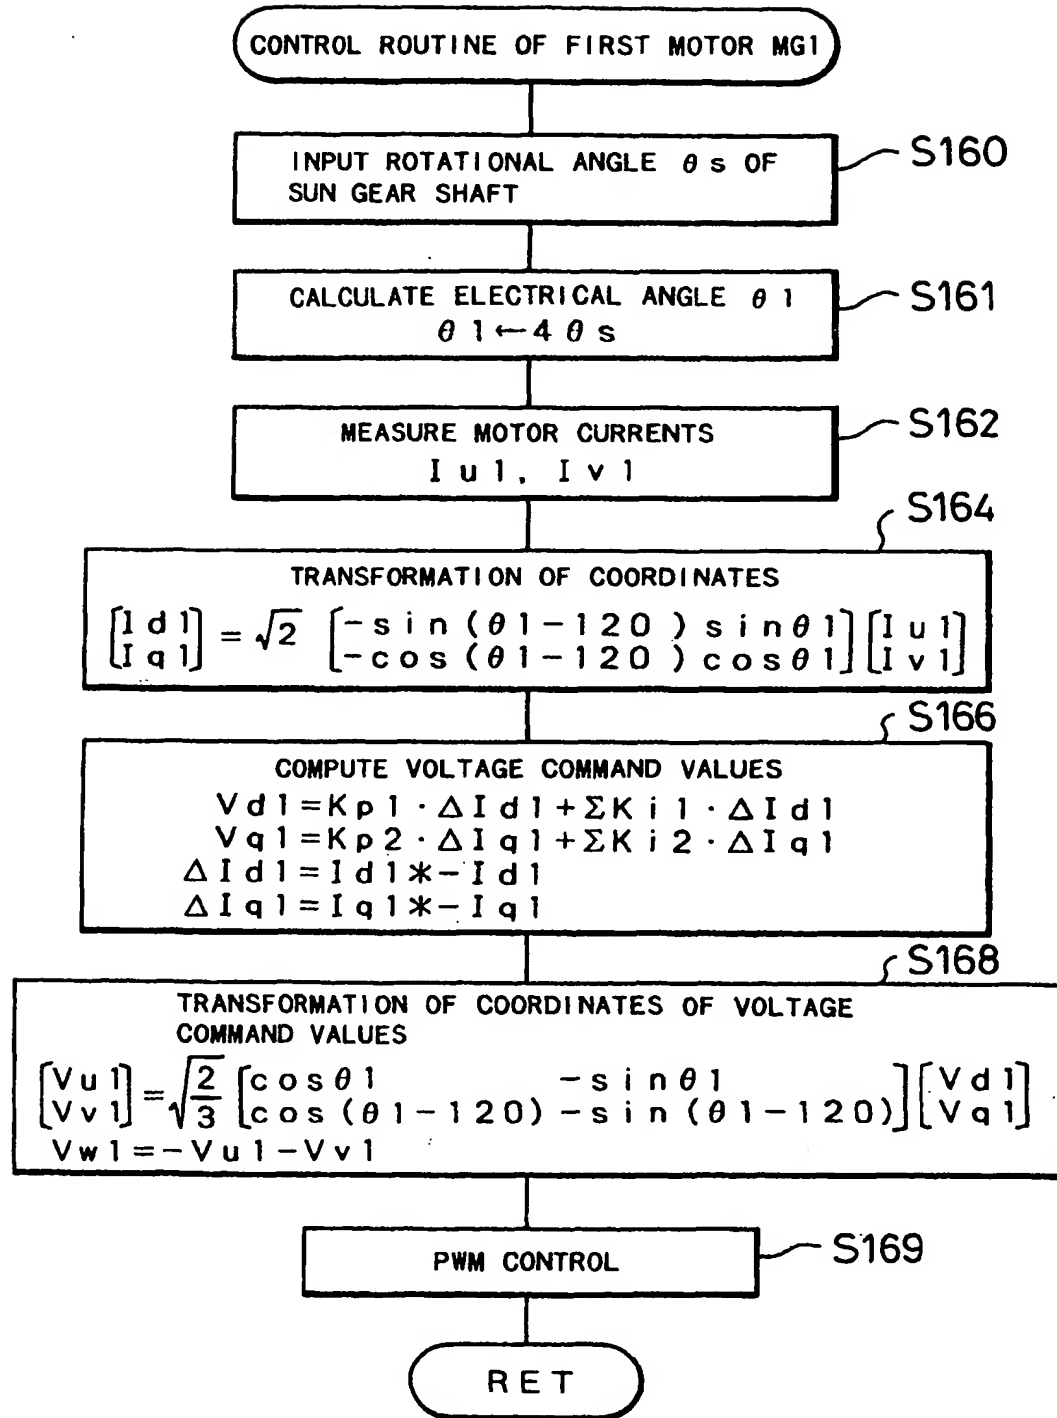 CONTROL ROUTINE OF FIRST MOTOR MG1
INPUT ROTATIONAL ANGLE θs OF
SUN GEAR SHAFT
S160
CALCULATE ELECTRICAL ANGLE θ1
θ1←4θs
S161
MEASURE MOTOR CURRENTS
Iu1, Iv1
S162
S164
TRANSFORMATION OF COORDINATES
[Id1] = √2 [-sin(θ1-120) sinθ1] [Iu1]
[Iq1] [-cos(θ1-120) cosθ1] [Iv1]
S166
COMPUTE VOLTAGE COMMAND VALUES
Vd1=Kp1·ΔId1+ΣKi1·ΔId1
Vq1=Kp2·ΔIq1+ΣKi2·ΔIq1
ΔId1=Id1*-Id1
ΔIq1=Iq1*-Iq1
S168
TRANSFORMATION OF COORDINATES OF VOLTAGE
COMMAND VALUES
[Vu1] = √2/3 [cosθ1 -sinθ1] [Vd1]
[Vv1] [cos(θ1-120) -sin(θ1-120)] [Vq1]
Vw1=-Vu1-Vv1
PWM CONTROL
S169
RET